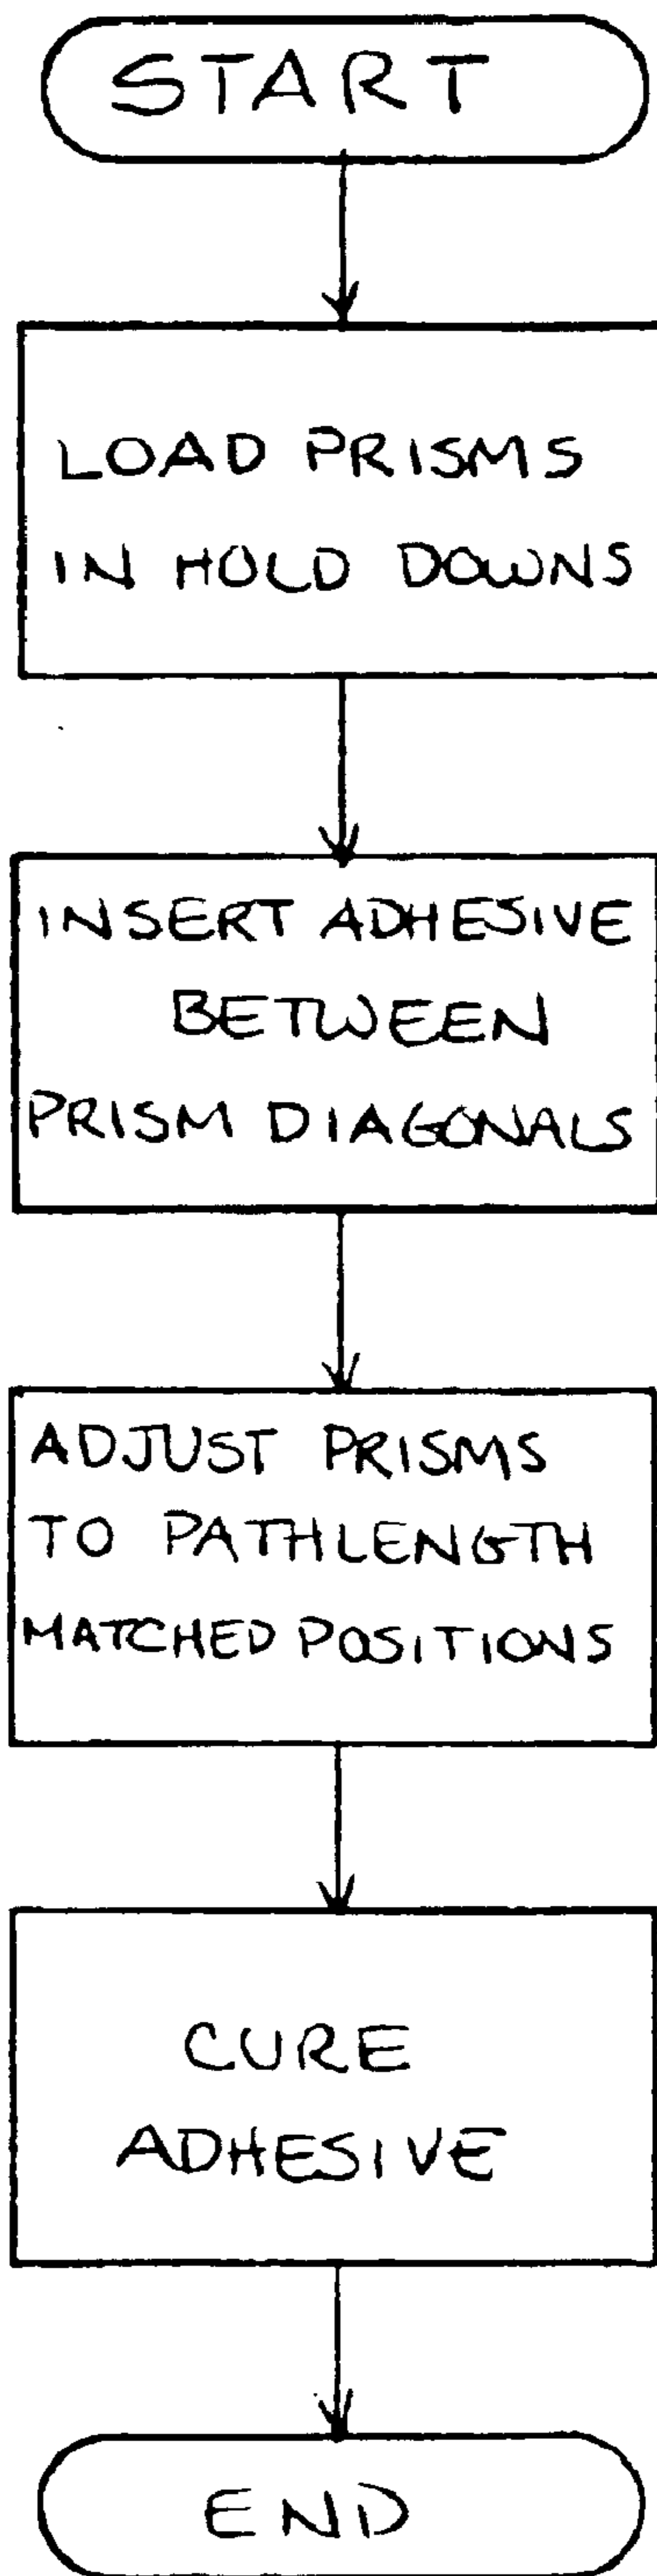 START
LOAD PRISMS
IN HOLD DOWNS
INSERT ADHESIVE
BETWEEN
PRISM DIAGONALS
ADJUST PRISMS
TO PATHLENGTH
MATCHED POSITIONS
CURE
ADHESIVE
END